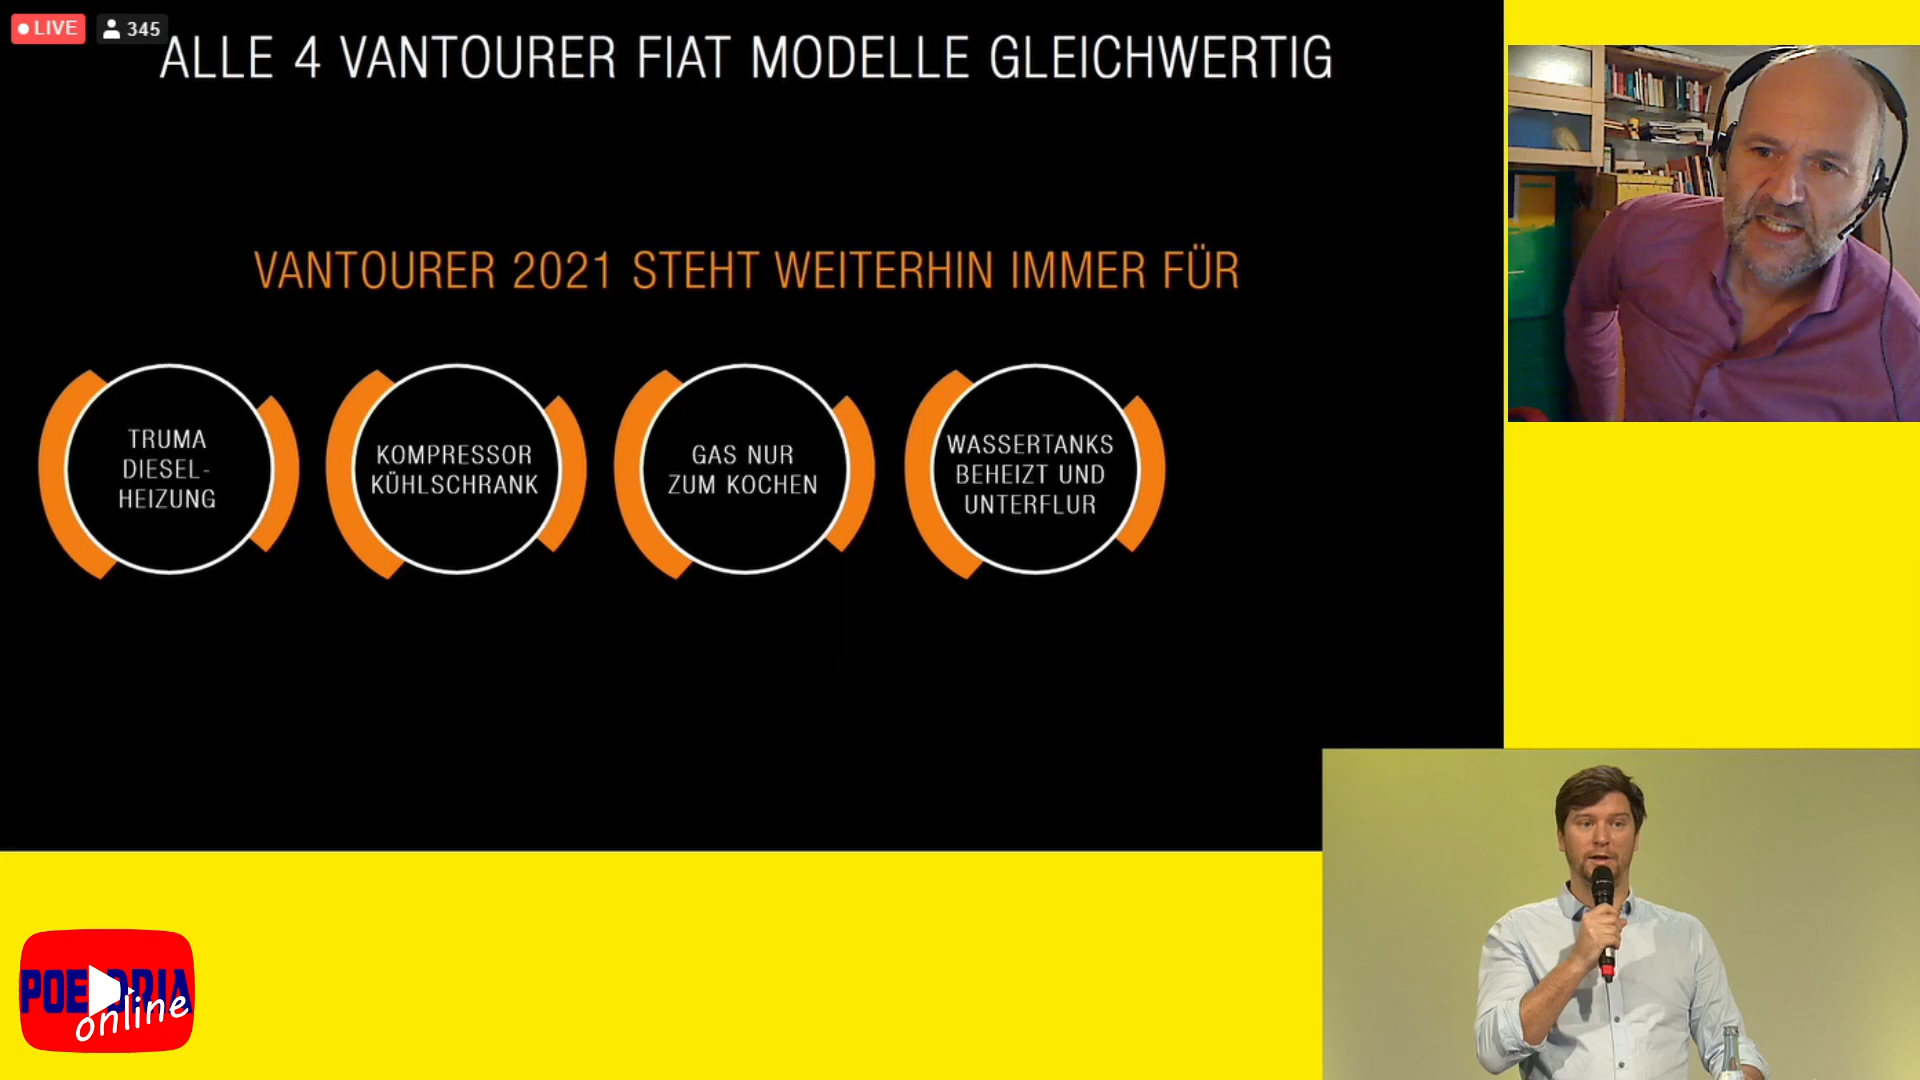 LIVE
345
ALLE 4 VANTOURER FIAT MODELLE GLEICHWERTIG
VANTOURER 2021 STEHT WEITERHIN IMMER FÜR
TRUMA
DIESEL-
HEIZUNG
KOMPRESSOR
KÜHLSCHRANK
GAS NUR
ZUM KOCHEN
WASSERTANKS
BEHEIZT UND
UNTERFLUR
online